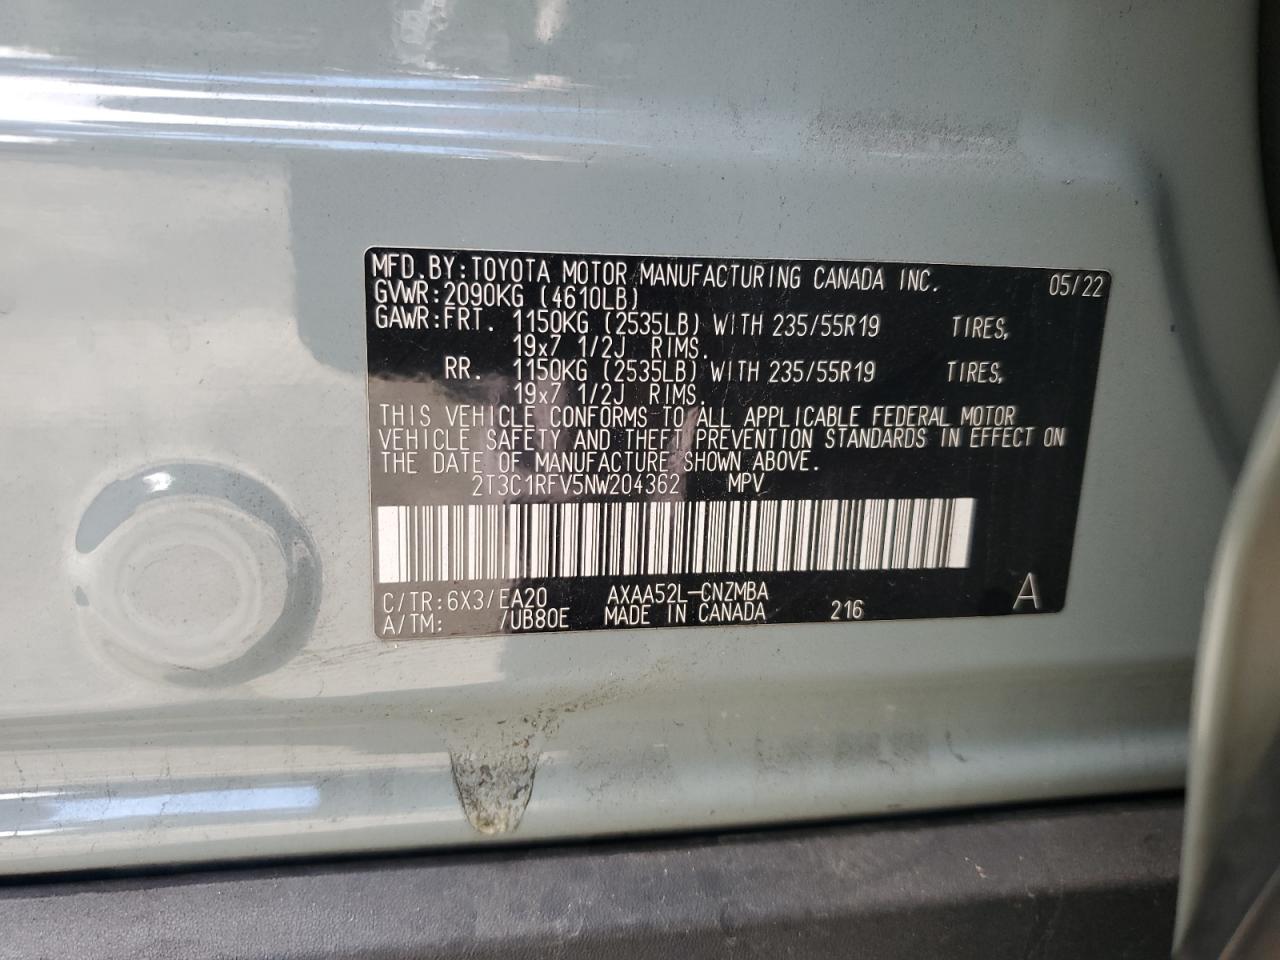 MFD.BY:TOYOTA MOTOR MANUFACTURING CANADA INC. 05/22
GVWR:2090KG (4610LB)
GAWR:FRT. 1150KG (2535LB) WITH 235/55R19 TIRES,
19x7 1/2J RIMS.
RR. 1150KG (2535LB) WITH 235/55R19 TIRES,
19x7 1/2J RIMS.
THIS VEHICLE CONFORMS TO ALL APPLICABLE FEDERAL MOTOR
VEHICLE SAFETY AND THEFT PREVENTION STANDARDS IN EFFECT ON
THE DATE OF MANUFACTURE SHOWN ABOVE.
2T3C1RFV5NW204362 MPV
C/TR:6X3/EA20 AXAA52L-CNZMBA A
A/TM: /UB80E MADE IN CANADA 216